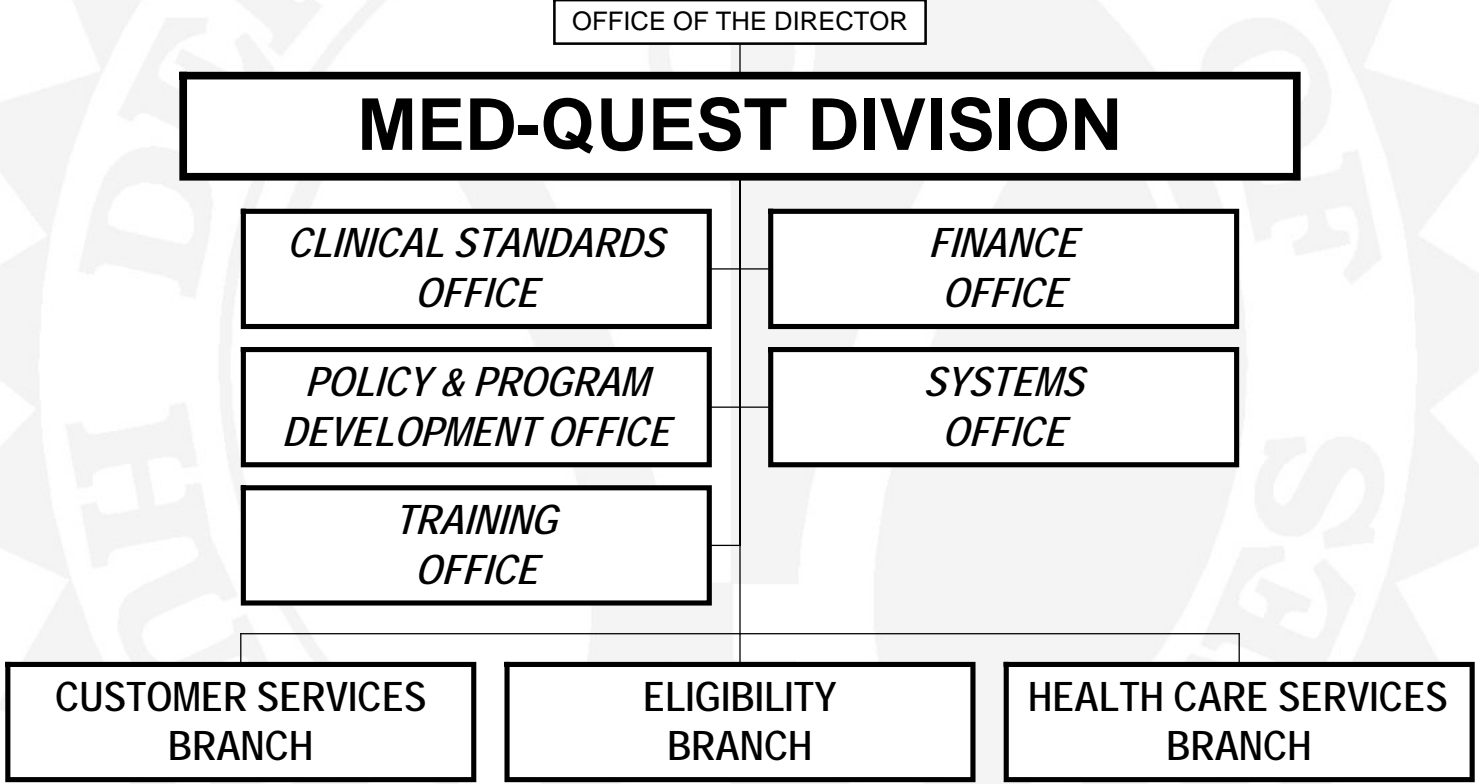 OFFICE OF THE DIRECTOR
MED-QUEST DIVISION
CLINICAL STANDARDS
OFFICE
FINANCE
OFFICE
POLICY & PROGRAM
DEVELOPMENT OFFICE
SYSTEMS
OFFICE
TRAINING
OFFICE
CUSTOMER SERVICES
BRANCH
ELIGIBILITY
BRANCH
HEALTH CARE SERVICES
BRANCH